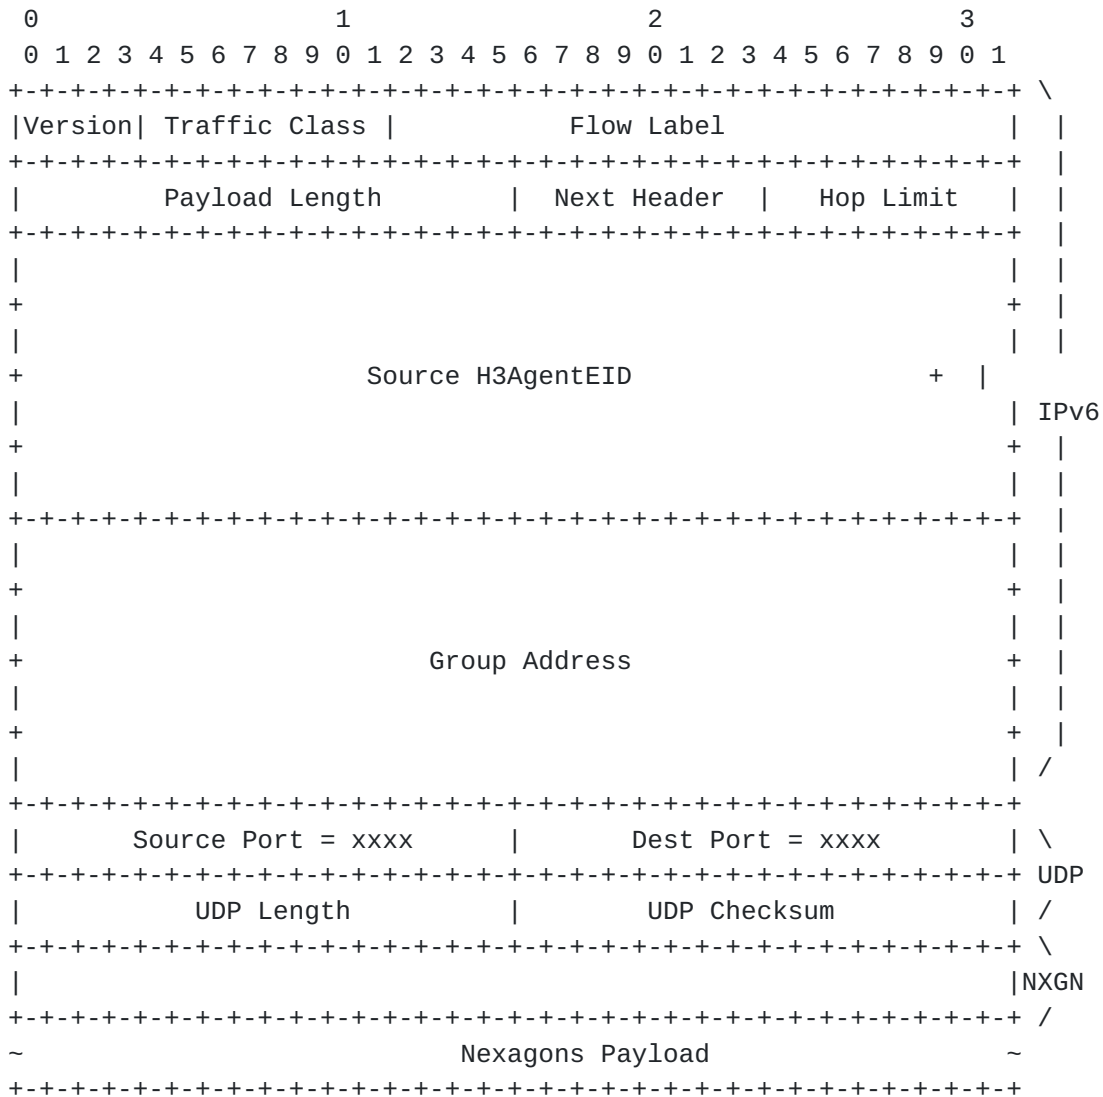 0                   1                   2                   3
 0 1 2 3 4 5 6 7 8 9 0 1 2 3 4 5 6 7 8 9 0 1 2 3 4 5 6 7 8 9 0 1
+-+-+-+-+-+-+-+-+-+-+-+-+-+-+-+-+-+-+-+-+-+-+-+-+-+-+-+-+-+-+-+-+ \
|Version| Traffic Class |           Flow Label                  |  |
+-+-+-+-+-+-+-+-+-+-+-+-+-+-+-+-+-+-+-+-+-+-+-+-+-+-+-+-+-+-+-+-+  |
|         Payload Length        |  Next Header  |   Hop Limit   |  |
+-+-+-+-+-+-+-+-+-+-+-+-+-+-+-+-+-+-+-+-+-+-+-+-+-+-+-+-+-+-+-+-+  |
|                                                               |  |
+                                                               +  |
|                                                               |  |
+                      Source H3AgentEID                   +  |
|                                                               | IPv6
+                                                               +  |
|                                                               |  |
+-+-+-+-+-+-+-+-+-+-+-+-+-+-+-+-+-+-+-+-+-+-+-+-+-+-+-+-+-+-+-+-+  |
|                                                               |  |
+                                                               +  |
|                                                               |  |
+                          Group Address                        +  |
|                                                               |  |
+                                                               +  |
|                                                               | /
+-+-+-+-+-+-+-+-+-+-+-+-+-+-+-+-+-+-+-+-+-+-+-+-+-+-+-+-+-+-+-+-+
|       Source Port = xxxx      |       Dest Port = xxxx        | \
+-+-+-+-+-+-+-+-+-+-+-+-+-+-+-+-+-+-+-+-+-+-+-+-+-+-+-+-+-+-+-+-+ UDP
|           UDP Length          |        UDP Checksum           | /
+-+-+-+-+-+-+-+-+-+-+-+-+-+-+-+-+-+-+-+-+-+-+-+-+-+-+-+-+-+-+-+-+ \
|                                                               |NXGN
+-+-+-+-+-+-+-+-+-+-+-+-+-+-+-+-+-+-+-+-+-+-+-+-+-+-+-+-+-+-+-+-+ /
~                            Nexagons Payload                   ~
+-+-+-+-+-+-+-+-+-+-+-+-+-+-+-+-+-+-+-+-+-+-+-+-+-+-+-+-+-+-+-+-+